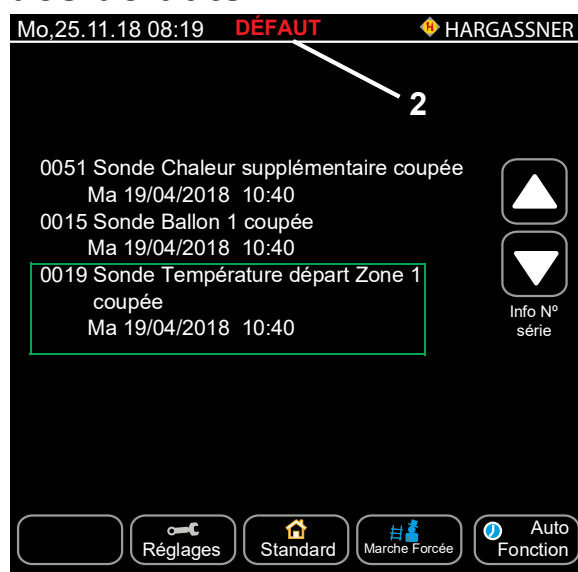 Mo,25.11.18 08:19 DÉFAUT HARGASSNER
2
0051 Sonde Chaleur supplémentaire coupée
Ma 19/04/2018 10:40
0015 Sonde Ballon 1 coupée
Ma 19/04/2018 10:40
0019 Sonde Température départ Zone 1
coupée
Ma 19/04/2018 10:40
Info Nº
série
Réglages
Standard
Marche Forcée
Auto
Fonction